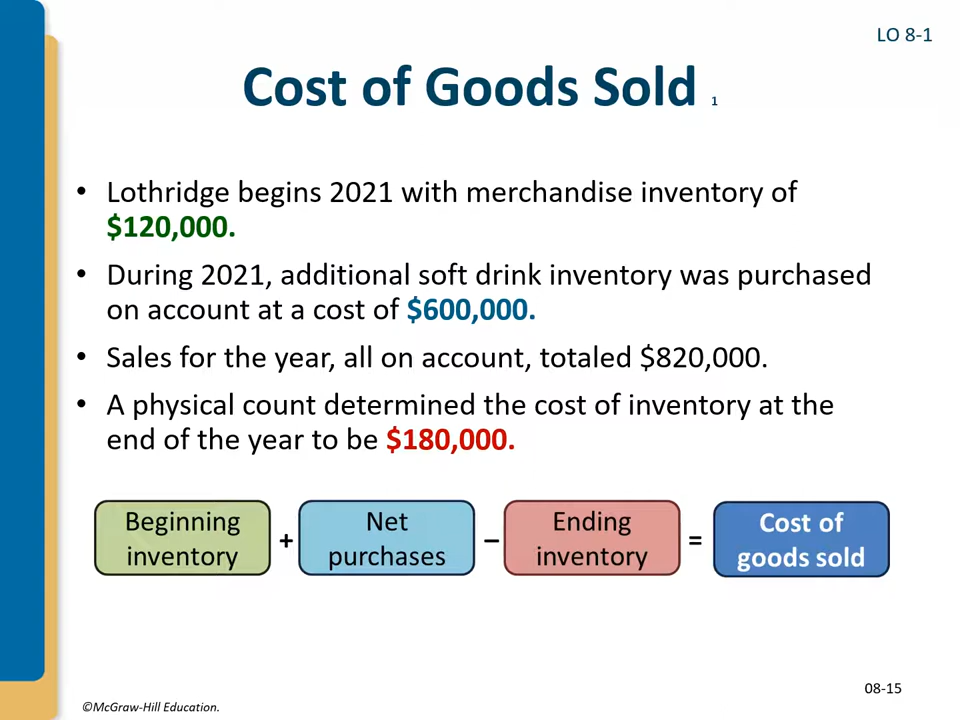 LO 8-1
Cost of Goods Sold 1
• Lothridge begins 2021 with merchandise inventory of
$120,000.
• During 2021, additional soft drink inventory was purchased
on account at a cost of $600,000.
• Sales for the year, all on account, totaled $820,000.
• A physical count determined the cost of inventory at the
end of the year to be $180,000.
Beginning
inventory
+
Net
purchases
–
Ending
inventory
=
Cost of
goods sold
08-15
©McGraw-Hill Education.